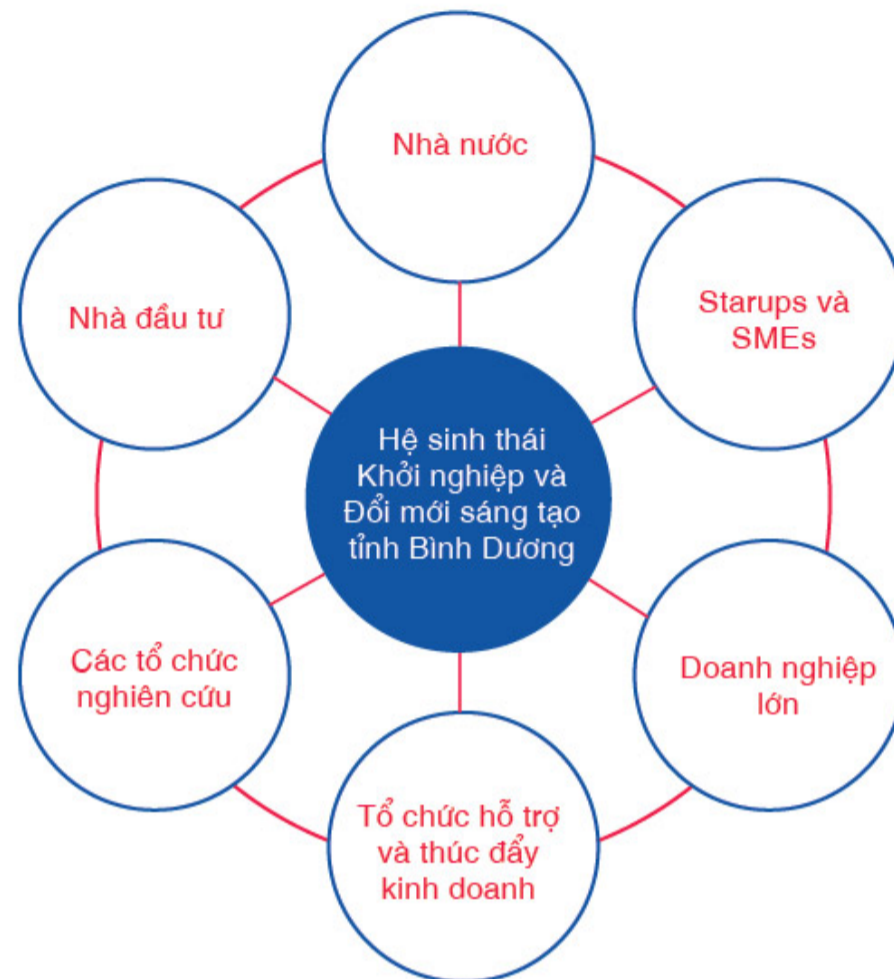 Nhà nước
Nhà đầu tư
Starups và
SMEs
Hệ sinh thái
Khởi nghiệp và
Đổi mới sáng tạo
tỉnh Bình Dương
Các tổ chức
nghiên cứu
Doanh nghiệp
lớn
Tổ chức hỗ trợ
và thúc đẩy
kinh doanh